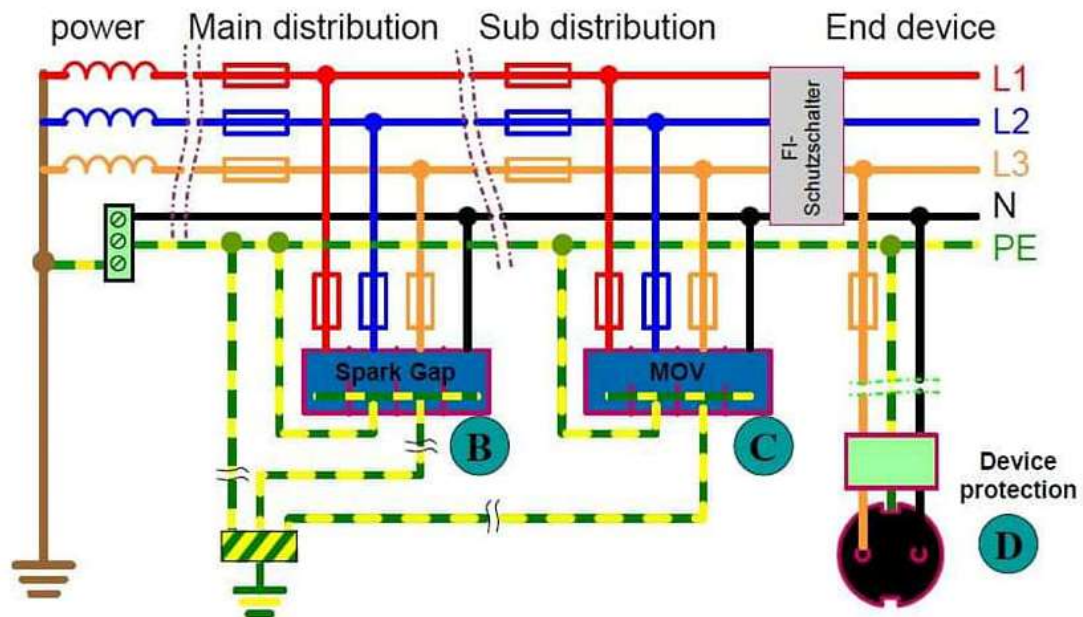 power
Main distribution
Sub distribution
End device
L1
L2
L3
N
PE
FI-
Schutzschalter
Spark Gap
MOV
B
C
Device
protection
D